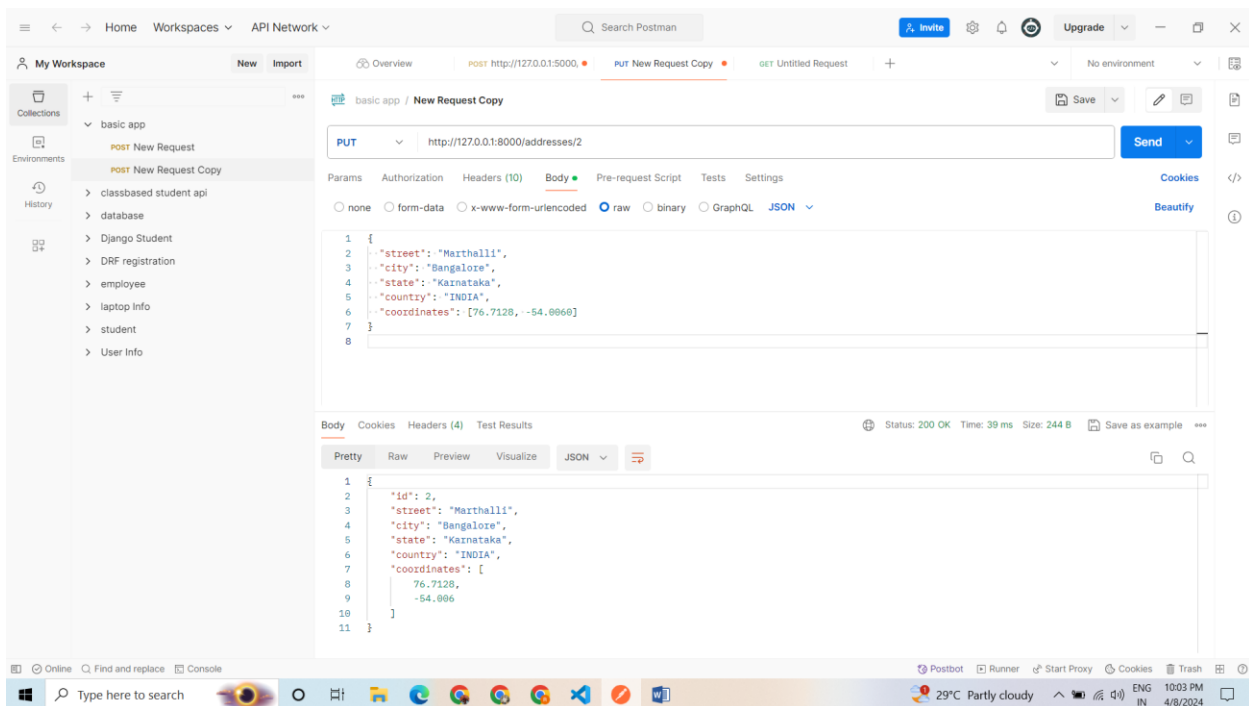 Home Workspaces API Network Search Postman Invite Upgrade
My Workspace New Import Overview POST http://127.0.0.1:5000, PUT New Request Copy GET Untitled Request + No environment
Collections
Environments
History
basic app
POST New Request
POST New Request Copy
classbased student api
database
Django Student
DRF registration
employee
laptop Info
student
User Info
HTTP basic app / New Request Copy Save
PUT http://127.0.0.1:8000/addresses/2 Send
Params Authorization Headers (10) Body Pre-request Script Tests Settings Cookies
none form-data x-www-form-urlencoded raw binary GraphQL JSON Beautify
1 {
2 "street": "Marthalli",
3 "city": "Bangalore",
4 "state": "Karnataka",
5 "country": "INDIA",
6 "coordinates": [76.7128, -54.0060]
7 }
8
Body Cookies Headers (4) Test Results Status: 200 OK Time: 39 ms Size: 244 B Save as example
Pretty Raw Preview Visualize JSON
1 {
2 "id": 2,
3 "street": "Marthalli",
4 "city": "Bangalore",
5 "state": "Karnataka",
6 "country": "INDIA",
7 "coordinates": [
8 76.7128,
9 -54.006
10 ]
11 }
Online Find and replace Console Postbot Runner Start Proxy Cookies Trash
Type here to search 29°C Partly cloudy ENG IN 10:03 PM 4/8/2024